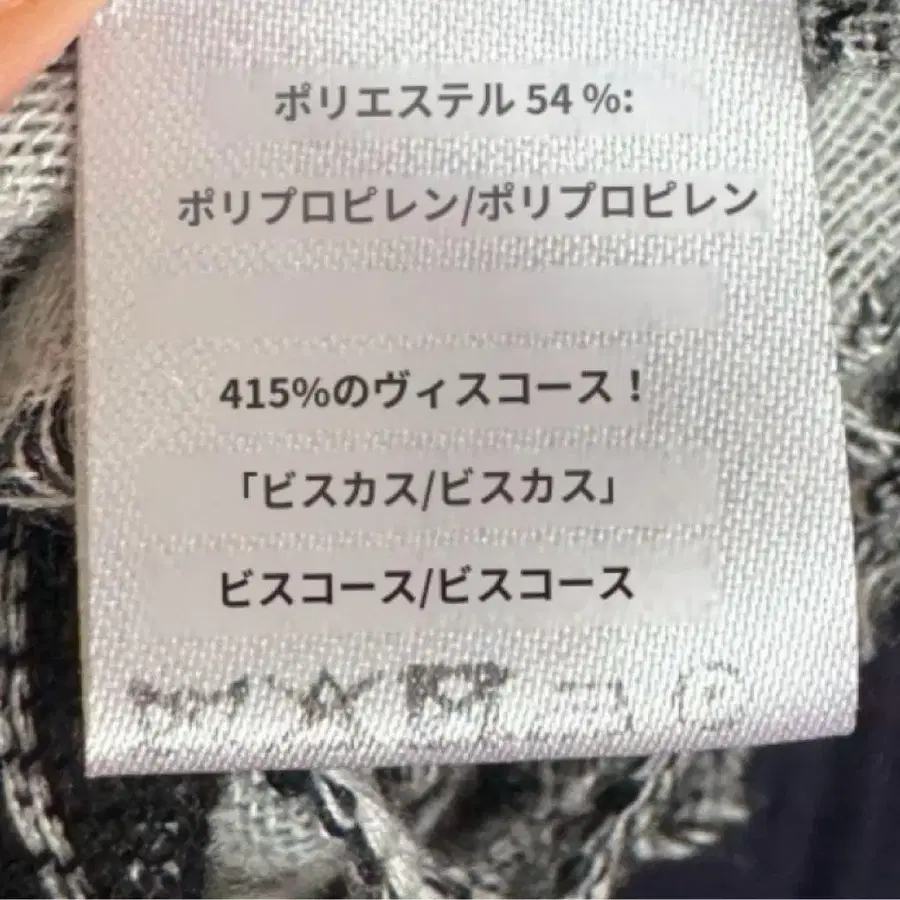 ポリエステル 54 %:
ポリプロピレン/ポリプロピレン
415%のヴィスコース！
「ビスカス/ビスカス」
ビスコース/ビスコース